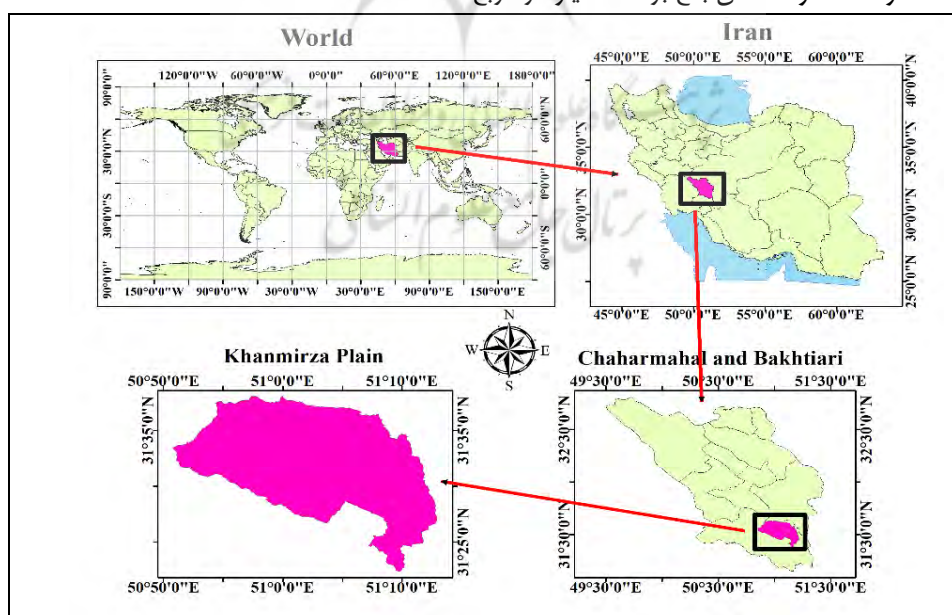 World
120°0'0"W 60°0'0"W 0°0'0" 60°0'0"E 120°0'0"E 180°0'0"
90°0'0"N
30°0'0"N
30°0'0"S
90°0'0"S
150°0'0"W 90°0'0"W 30°0'0"E 90°0'0"E 150°0'0"E
Iran
45°0'0"E 50°0'0"E 55°0'0"E 60°0'0"E
40°0'0"N
35°0'0"N
30°0'0"N
25°0'0"N
45°0'0"E 50°0'0"E 55°0'0"E 60°0'0"E
N
W E
S
Khanmirza Plain
50°50'0"E 51°0'0"E 51°10'0"E
31°35'0"N 31°35'0"N
31°25'0"N
50°50'0"E 51°0'0"E 51°10'0"E
Chaharmahal and Bakhtiari
49°30'0"E 50°30'0"E 51°30'0"E
32°30'0"N 32°30'0"N
31°30'0"N 31°30'0"N
49°30'0"E 50°30'0"E 51°30'0"E